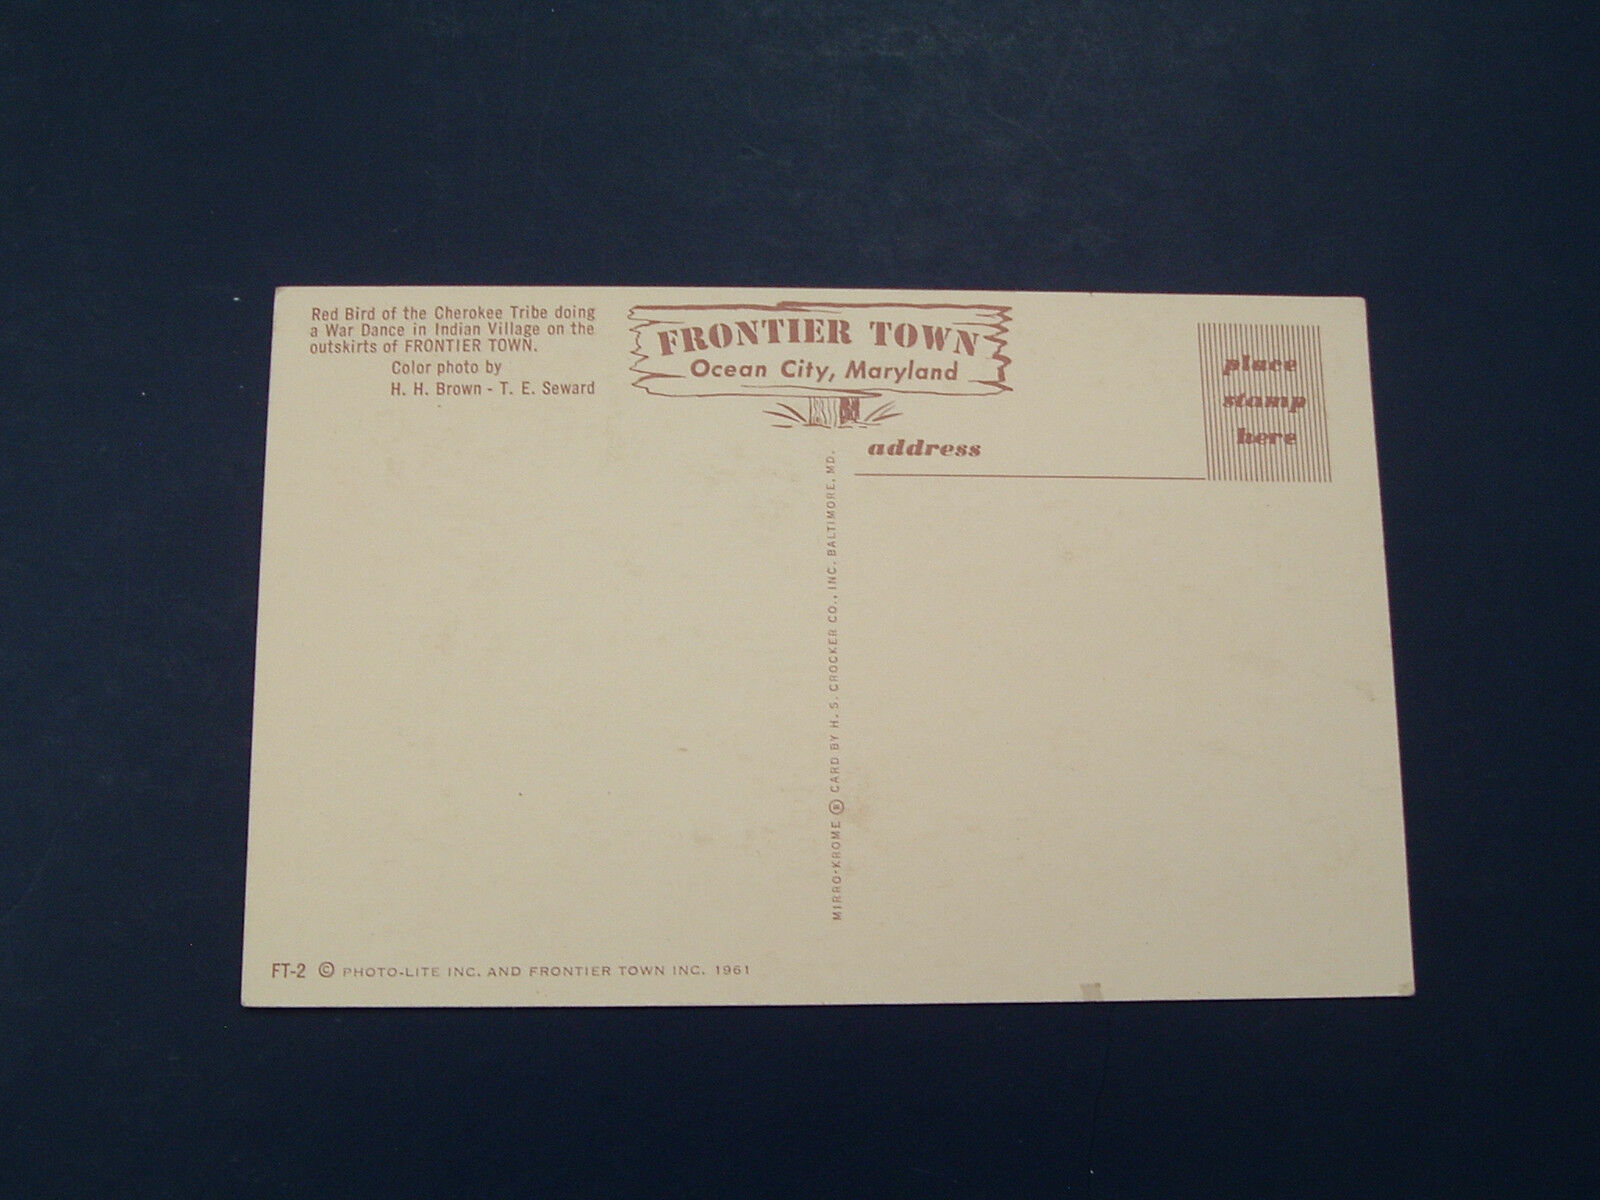 Red Bird of the Cherokee Tribe doing
a War Dance in Indian Village on the
outskirts of FRONTIER TOWN.
Color photo by
H. H. Brown - T. E. Seward
FRONTIER TOWN
Ocean City, Maryland
place
stamp
here
address
MIRRO-KROME ® CARD BY H. S. CROCKER CO., INC. BALTIMORE, MD.
FT-2 © PHOTO-LITE INC. AND FRONTIER TOWN INC. 1961